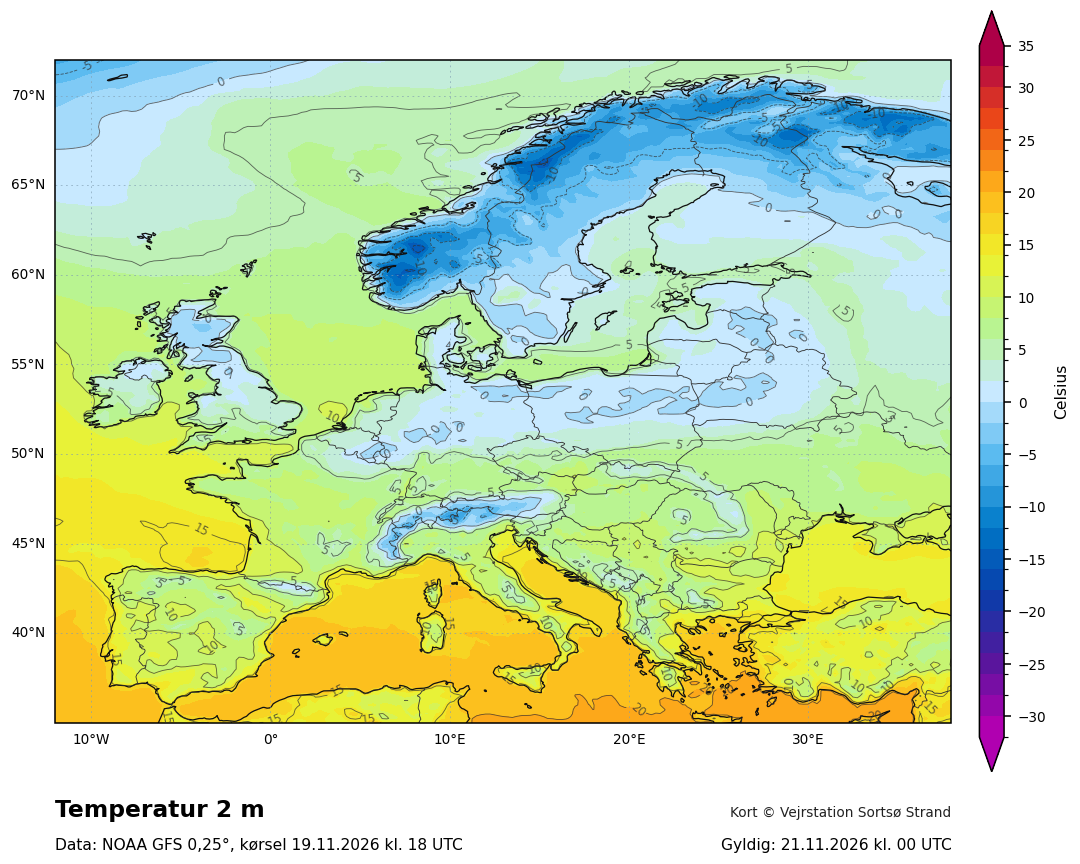 35
30
25
20
15
10
5
0
−5
−10
−15
−20
−25
−30
Celsius
70°N
65°N
60°N
55°N
50°N
45°N
40°N
10°W
0°
10°E
20°E
30°E
Temperatur 2 m
Kort © Vejrstation Sortsø Strand
Data: NOAA GFS 0,25°, kørsel 19.11.2026 kl. 18 UTC
Gyldig: 21.11.2026 kl. 00 UTC